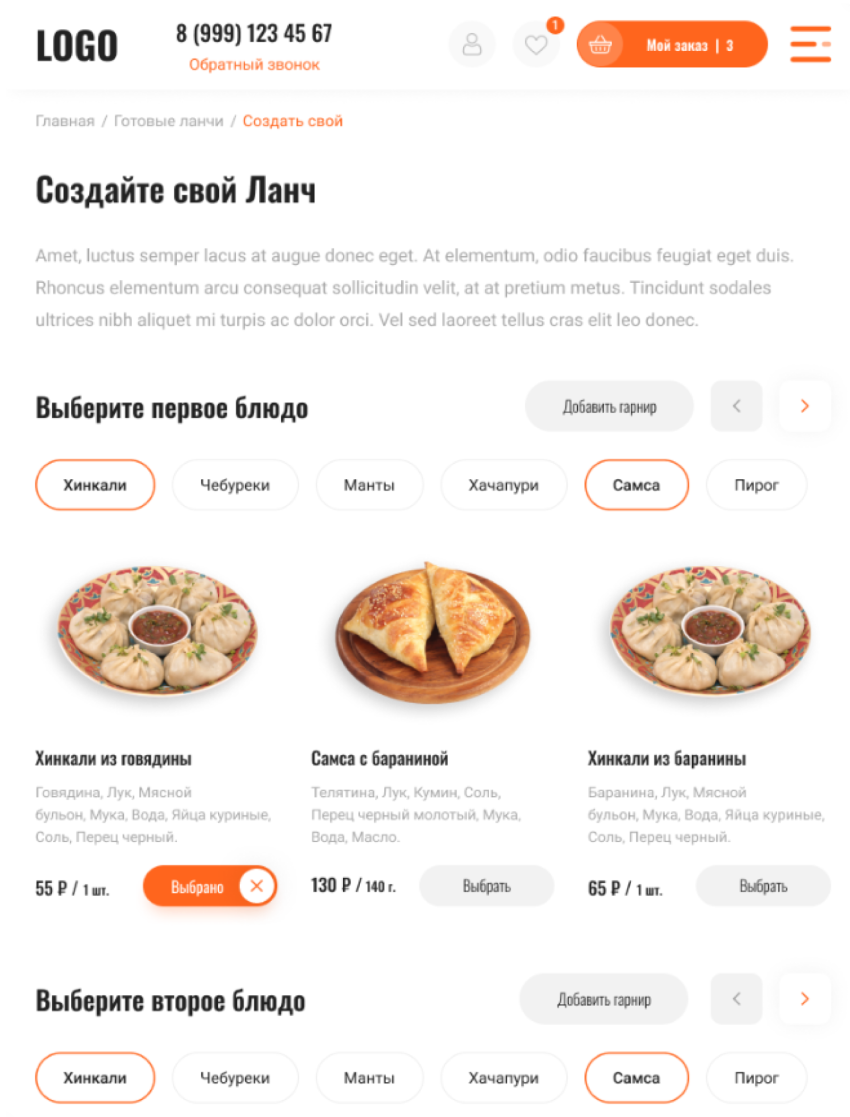 LOGO
8 (999) 123 45 67
Обратный звонок
1
Мой заказ | 3
Главная / Готовые ланчи / Создать свой
Создайте свой Ланч
Amet, luctus semper lacus at augue donec eget. At elementum, odio faucibus feugiat eget duis.
Rhoncus elementum arcu consequat sollicitudin velit, at at pretium metus. Tincidunt sodales
ultrices nibh aliquet mi turpis ac dolor orci. Vel sed laoreet tellus cras elit leo donec.
Выберите первое блюдо
Добавить гарнир
Хинкали
Чебуреки
Манты
Хачапури
Самса
Пирог
Хинкали из говядины
Говядина, Лук, Мясной
бульон, Мука, Вода, Яйца куриные,
Соль, Перец черный.
55 ₽ / 1 шт.
Выбрано
Самса с бараниной
Телятина, Лук, Кумин, Соль,
Перец черный молотый, Мука,
Вода, Масло.
130 ₽ / 140 г.
Выбрать
Хинкали из баранины
Баранина, Лук, Мясной
бульон, Мука, Вода, Яйца куриные,
Соль, Перец черный.
65 ₽ / 1 шт.
Выбрать
Выберите второе блюдо
Добавить гарнир
Хинкали
Чебуреки
Манты
Хачапури
Самса
Пирог